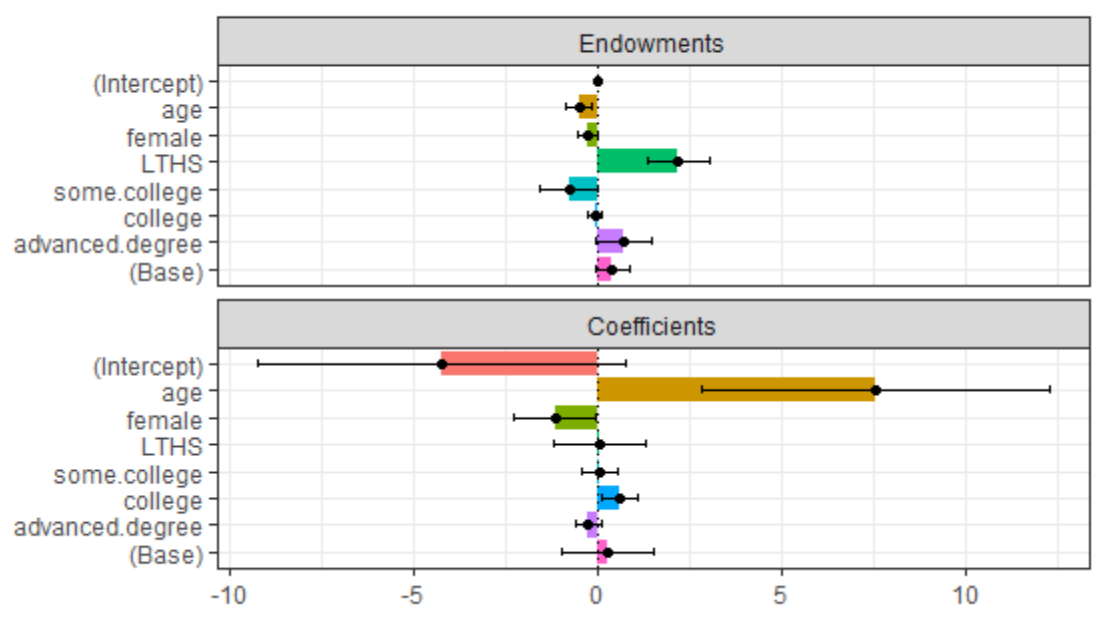 Endowments
(Intercept)
age
female
LTHS
some.college
college
advanced.degree
(Base)
Coefficients
(Intercept)
age
female
LTHS
some.college
college
advanced.degree
(Base)
-10 -5 0 5 10